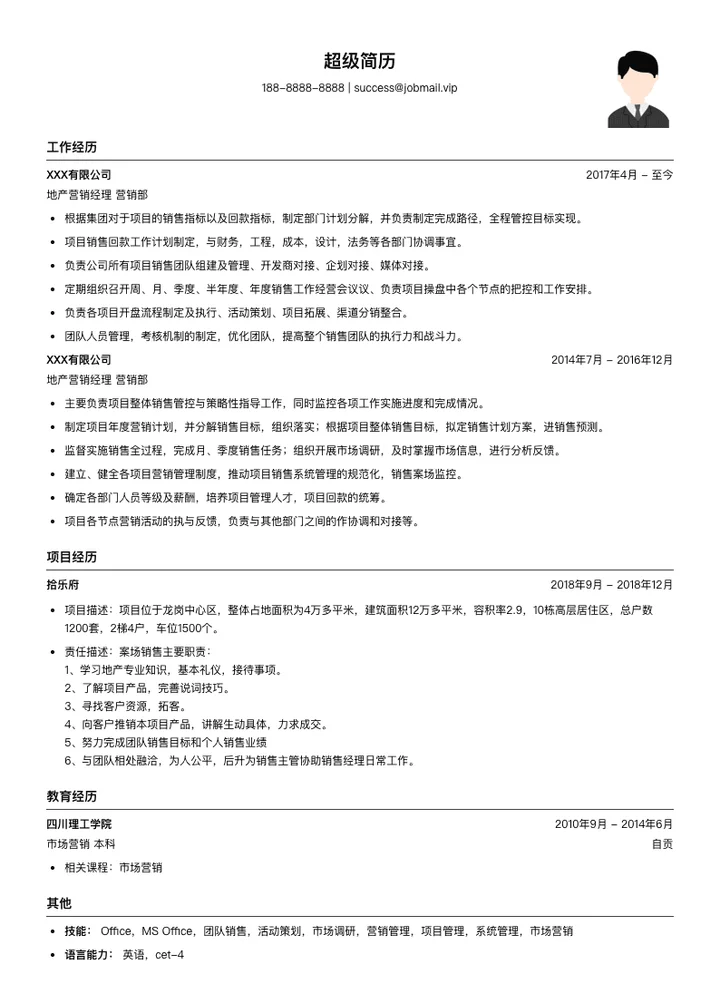 超级简历
188-8888-8888 | success@jobmail.vip
工作经历
XXX有限公司 2017年4月 – 至今
地产营销经理 营销部
• 根据集团对于项目的销售指标以及回款指标，制定部门计划分解，并负责制定完成路径，全程管控目标实现。
• 项目销售回款工作计划制定，与财务，工程，成本，设计，法务等各部门协调事宜。
• 负责公司所有项目销售团队组建及管理、开发商对接、企划对接、媒体对接。
• 定期组织召开周、月、季度、半年度、年度销售工作经营会议议、负责项目操盘中各个节点的把控和工作安排。
• 负责各项目开盘流程制定及执行、活动策划、项目拓展、渠道分销整合。
• 团队人员管理，考核机制的制定，优化团队，提高整个销售团队的执行力和战斗力。
XXX有限公司 2014年7月 – 2016年12月
地产营销经理 营销部
• 主要负责项目整体销售管控与策略性指导工作，同时监控各项工作实施进度和完成情况。
• 制定项目年度营销计划，并分解销售目标，组织落实；根据项目整体销售目标，拟定销售计划方案，进销售预测。
• 监督实施销售全过程，完成月、季度销售任务；组织开展市场调研，及时掌握市场信息，进行分析反馈。
• 建立、健全各项目营销管理制度，推动项目销售系统管理的规范化，销售案场监控。
• 确定各部门人员等级及薪酬，培养项目管理人才，项目回款的统筹。
• 项目各节点营销活动的执与反馈，负责与其他部门之间的作协调和对接等。
项目经历
拾乐府 2018年9月 – 2018年12月
• 项目描述：项目位于龙岗中心区，整体占地面积为4万多平米，建筑面积12万多平米，容积率2.9，10栋高层居住区，总户数
1200套，2梯4户，车位1500个。
• 责任描述：案场销售主要职责：
1、学习地产专业知识，基本礼仪，接待事项。
2、了解项目产品，完善说词技巧。
3、寻找客户资源，拓客。
4、向客户推销本项目产品，讲解生动具体，力求成交。
5、努力完成团队销售目标和个人销售业绩
6、与团队相处融洽，为人公平，后升为销售主管协助销售经理日常工作。
教育经历
四川理工学院 2010年9月 – 2014年6月
市场营销 本科 自贡
• 相关课程：市场营销
其他
• 技能： Office，MS Office，团队销售，活动策划，市场调研，营销管理，项目管理，系统管理，市场营销
• 语言能力： 英语，cet-4